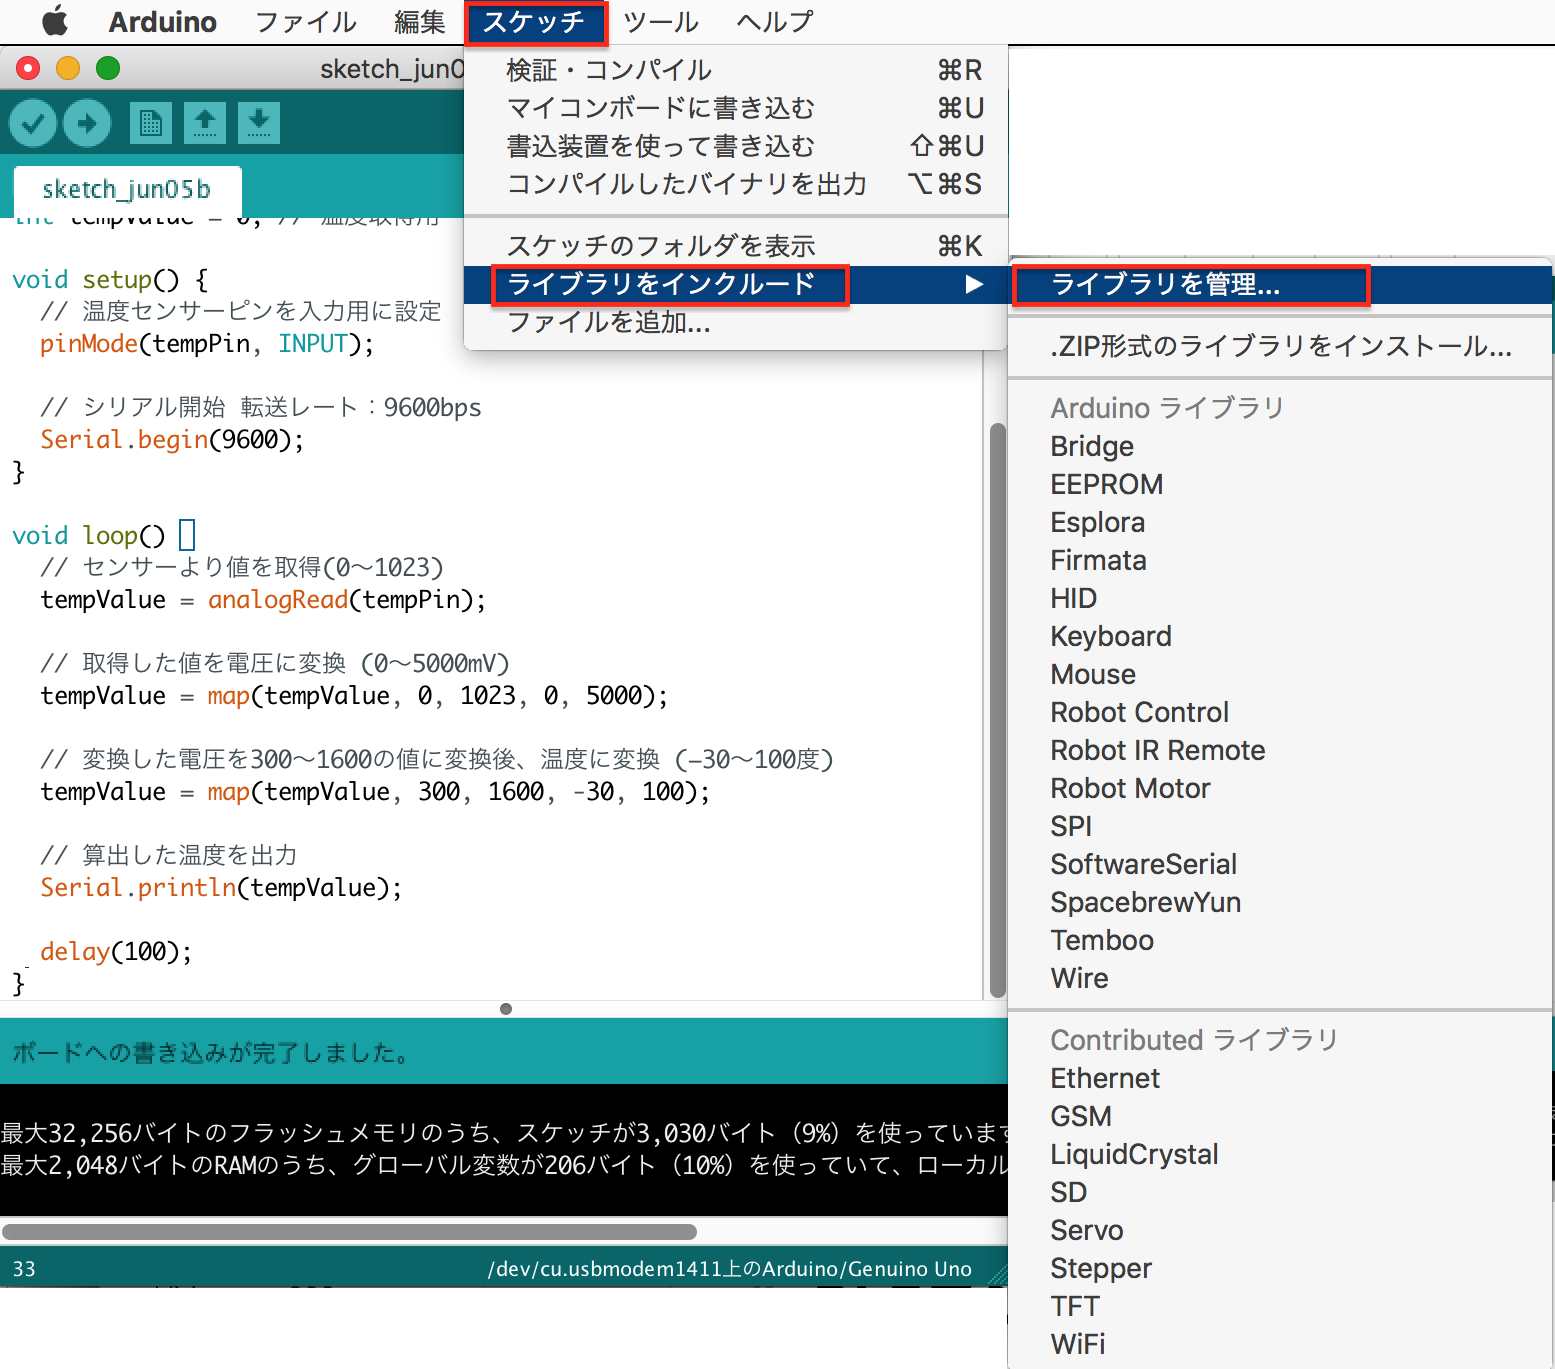 Arduino ファイル 編集 スケッチ ツール ヘルプ
sketch_jun0
検証・コンパイル ⌘R
マイコンボードに書き込む ⌘U
書込装置を使って書き込む ⇧⌘U
コンパイルしたバイナリを出力 ⌥⌘S
スケッチのフォルダを表示 ⌘K
ライブラリをインクルード ▶
ファイルを追加...
ライブラリを管理...
.ZIP形式のライブラリをインストール...
Arduino ライブラリ
Bridge
EEPROM
Esplora
Firmata
HID
Keyboard
Mouse
Robot Control
Robot IR Remote
Robot Motor
SPI
SoftwareSerial
SpacebrewYun
Temboo
Wire
Contributed ライブラリ
Ethernet
GSM
LiquidCrystal
SD
Servo
Stepper
TFT
WiFi
sketch_jun05b
int tempValue = 0; // 温度取得用
void setup() {
// 温度センサーピンを入力用に設定
pinMode(tempPin, INPUT);
// シリアル開始 転送レート：9600bps
Serial.begin(9600);
}
void loop()
// センサーより値を取得(0〜1023)
tempValue = analogRead(tempPin);
// 取得した値を電圧に変換 (0〜5000mV)
tempValue = map(tempValue, 0, 1023, 0, 5000);
// 変換した電圧を300〜1600の値に変換後、温度に変換 (−30〜100度)
tempValue = map(tempValue, 300, 1600, -30, 100);
// 算出した温度を出力
Serial.println(tempValue);
delay(100);
}
ボードへの書き込みが完了しました。
最大32,256バイトのフラッシュメモリのうち、スケッチが3,030バイト（9%）を使っています
最大2,048バイトのRAMのうち、グローバル変数が206バイト（10%）を使っていて、ローカル
33 /dev/cu.usbmodem1411上のArduino/Genuino Uno